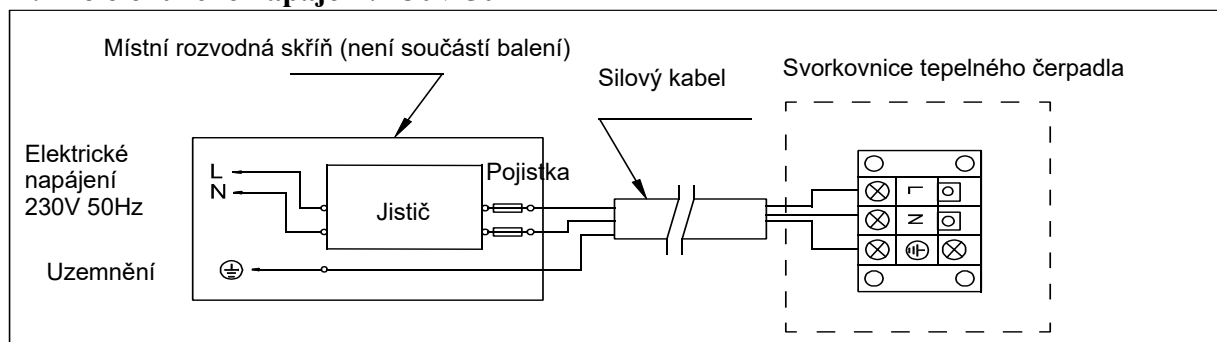 Místní rozvodná skříň (není součástí balení)
Silový kabel
Svorkovnice tepelného čerpadla
Elektrické
napájení
230V 50Hz
L
N
Pojistka
Jistič
Uzemnění
L
N